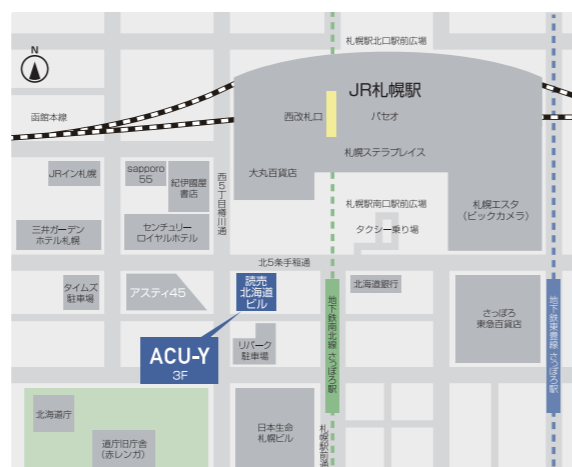 札幌駅北口駅前広場
N
JR札幌駅
函館本線
西改札口
パセオ
札幌ステラプレイス
JRイン札幌
sapporo
55
紀伊國屋
書店
大丸百貨店
西5丁目樽川通
札幌駅南口駅前広場
タクシー乗り場
札幌エスタ
(ビックカメラ)
三井ガーデン
ホテル札幌
センチュリー
ロイヤルホテル
北5条手稲通
タイムズ
駐車場
アスティ45
読売
北海道
ビル
地下鉄南北線 さっぽろ駅
北海道銀行
さっぽろ
東急百貨店
地下鉄東豊線 さっぽろ駅
ACU-Y
3F
リパーク
駐車場
北海道庁
道庁旧庁舎
(赤レンガ)
日本生命
札幌ビル
札幌駅前通